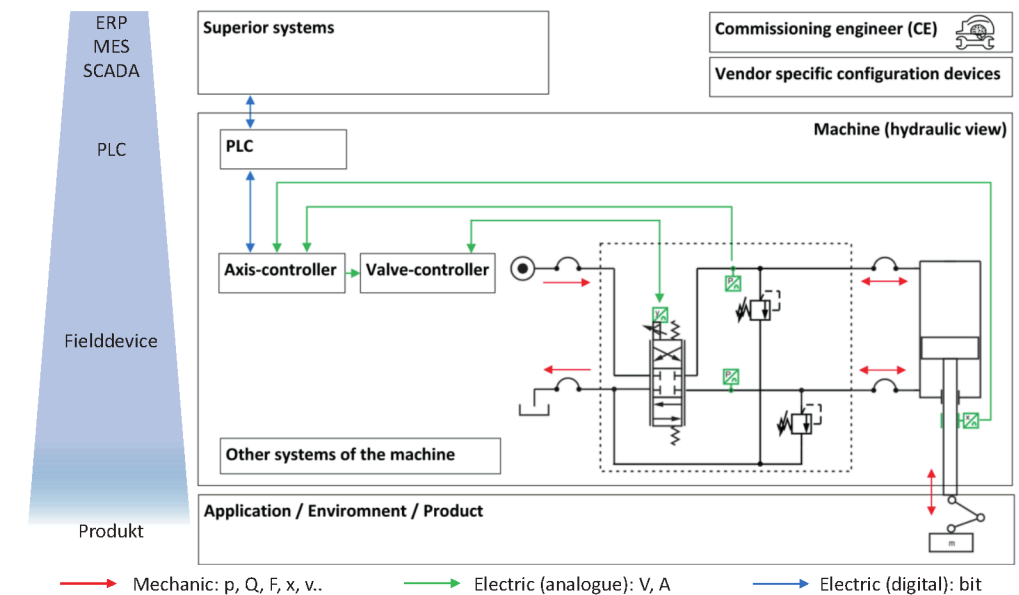 ERP
MES
SCADA
PLC
Fielddevice
Produkt
Superior systems
Commissioning engineer (CE)
Vendor specific configuration devices
Machine (hydraulic view)
PLC
Axis-controller
Valve-controller
Other systems of the machine
Application / Enviromnent / Product
m
Mechanic: p, Q, F, x, v..
Electric (analogue): V, A
Electric (digital): bit